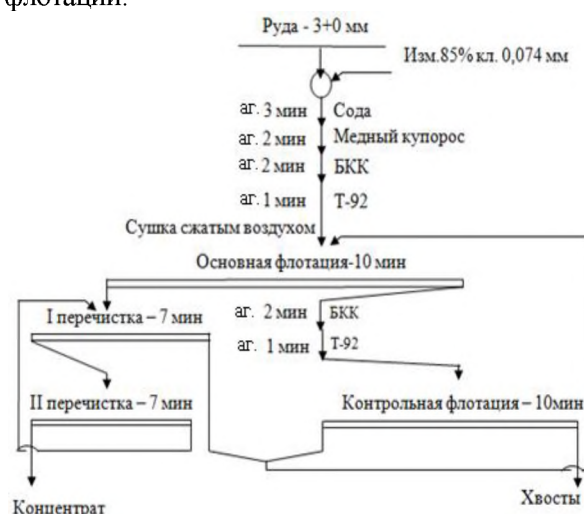 флотации.
Руда - 3+0 мм
Изм.85% кл. 0,074 мм
аг. 3 мин Сода
аг. 2 мин Медный купорос
аг. 2 мин БКК
аг. 1 мин Т-92
Сушка сжатым воздухом
Основная флотация-10 мин
I перечистка – 7 мин
аг. 2 мин БКК
аг. 1 мин Т-92
II перечистка – 7 мин
Контрольная флотация – 10мин
Концентрат
Хвосты